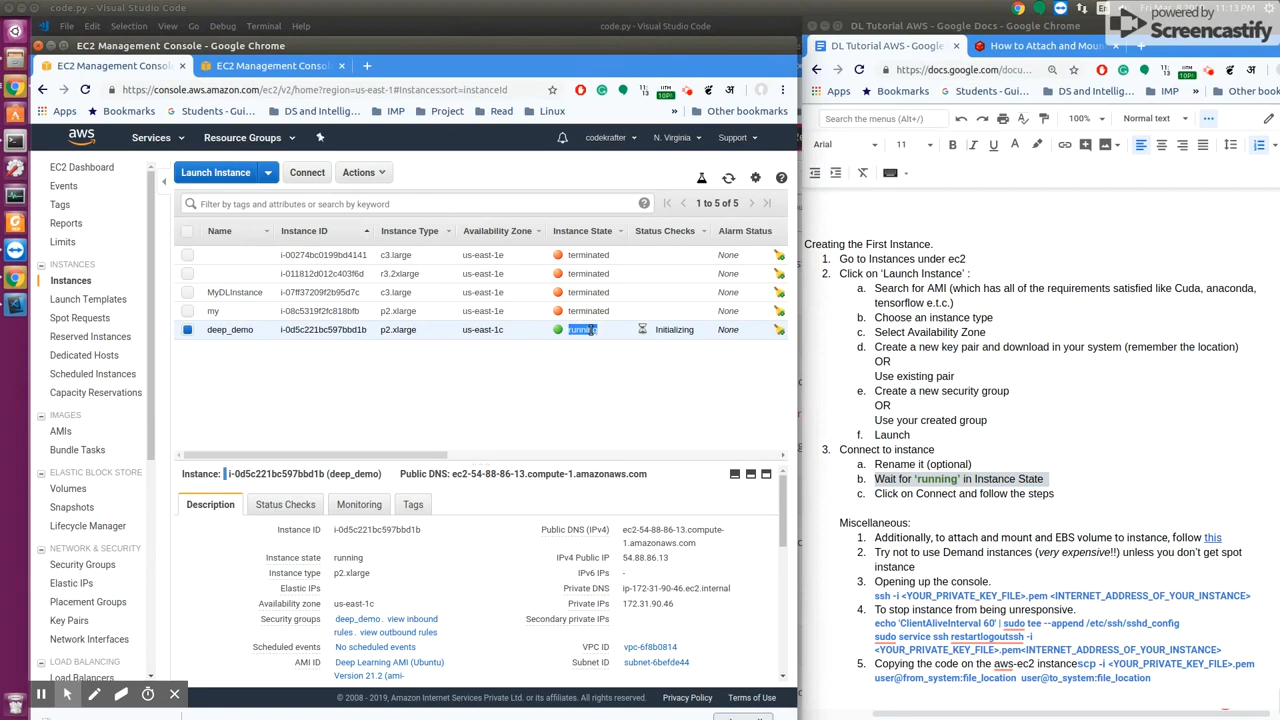 code.py - Visual Studio Code
En
Fri Mar 8 2019, 11:13 PM
powered by
Screencastify
File Edit Selection View Go Debug Terminal Help
code.py - Visual Studio Code
EC2 Management Console - Google Chrome
DL Tutorial AWS - Google Docs - Google Chrome
EC2 Management Conso
EC2 Management Conso
DL Tutorial AWS - Google
How to Attach and Moun
https://console.aws.amazon.com/ec2/v2/home?region=us-east-1#Instances:sort=instanceId
https://docs.google.com/docu...
Apps Bookmarks DS and Intellig... IMP Project Read Linux » Other bookmarks
Apps Bookmarks Students - Gui... DS and Intellig... IMP » Other bookmarks
aws Services Resource Groups codekrafter N. Virginia Support
Search the menus (Alt+/) 100% Normal text
Arial 11
EC2 Dashboard
Events
Tags
Reports
Limits
INSTANCES
Instances
Launch Templates
Spot Requests
Reserved Instances
Dedicated Hosts
Scheduled Instances
Capacity Reservations
IMAGES
AMIs
Bundle Tasks
ELASTIC BLOCK STORE
Volumes
Snapshots
Lifecycle Manager
NETWORK & SECURITY
Security Groups
Elastic IPs
Placement Groups
Key Pairs
Network Interfaces
LOAD BALANCING
Launch Instance Connect Actions
Filter by tags and attributes or search by keyword 1 to 5 of 5
Name Instance ID Instance Type Availability Zone Instance State Status Checks Alarm Status
i-00274bc0199bd4141 c3.large us-east-1e terminated None
i-011812d012c403f6d r3.2xlarge us-east-1e terminated None
MyDLInstance i-07ff37209f2b95d7c c3.large us-east-1e terminated None
my i-08c5319f2fc818bfb p2.xlarge us-east-1e terminated None
deep_demo i-0d5c221bc597bbd1b p2.xlarge us-east-1c running Initializing None
Instance: i-0d5c221bc597bbd1b (deep_demo) Public DNS: ec2-54-88-86-13.compute-1.amazonaws.com
Description Status Checks Monitoring Tags
Instance ID i-0d5c221bc597bbd1b Public DNS (IPv4) ec2-54-88-86-13.compute-
1.amazonaws.com
Instance state running IPv4 Public IP 54.88.86.13
Instance type p2.xlarge IPv6 IPs -
Elastic IPs Private DNS ip-172-31-90-46.ec2.internal
Availability zone us-east-1c Private IPs 172.31.90.46
Security groups deep_demo. view inbound Secondary private IPs
rules. view outbound rules
Scheduled events No scheduled events VPC ID vpc-6f8b0814
AMI ID Deep Learning AMI (Ubuntu) Subnet ID subnet-6befde44
Version 21.2 (ami-
© 2008 - 2019, Amazon Internet Services Private Ltd. or its affiliates. All rights reserved. Privacy Policy Terms of Use
Creating the First Instance.
1. Go to Instances under ec2
2. Click on ‘Launch Instance’ :
a. Search for AMI (which has all of the requirements satisfied like Cuda, anaconda,
tensorflow e.t.c.)
b. Choose an instance type
c. Select Availability Zone
d. Create a new key pair and download in your system (remember the location)
OR
Use existing pair
e. Create a new security group
OR
Use your created group
f. Launch
3. Connect to instance
a. Rename it (optional)
b. Wait for ‘running’ in Instance State
c. Click on Connect and follow the steps
Miscellaneous:
1. Additionally, to attach and mount and EBS volume to instance, follow this
2. Try not to use Demand instances (very expensive!!) unless you don’t get spot
instance
3. Opening up the console.
ssh -i <YOUR_PRIVATE_KEY_FILE>.pem <INTERNET_ADDRESS_OF_YOUR_INSTANCE>
4. To stop instance from being unresponsive.
echo 'ClientAliveInterval 60' | sudo tee --append /etc/ssh/sshd_config
sudo service ssh restartlogoutssh -i
<YOUR_PRIVATE_KEY_FILE>.pem<INTERNET_ADDRESS_OF_YOUR_INSTANCE>
5. Copying the code on the aws-ec2 instancescp -i <YOUR_PRIVATE_KEY_FILE>.pem
user@from_system:file_location user@to_system:file_location